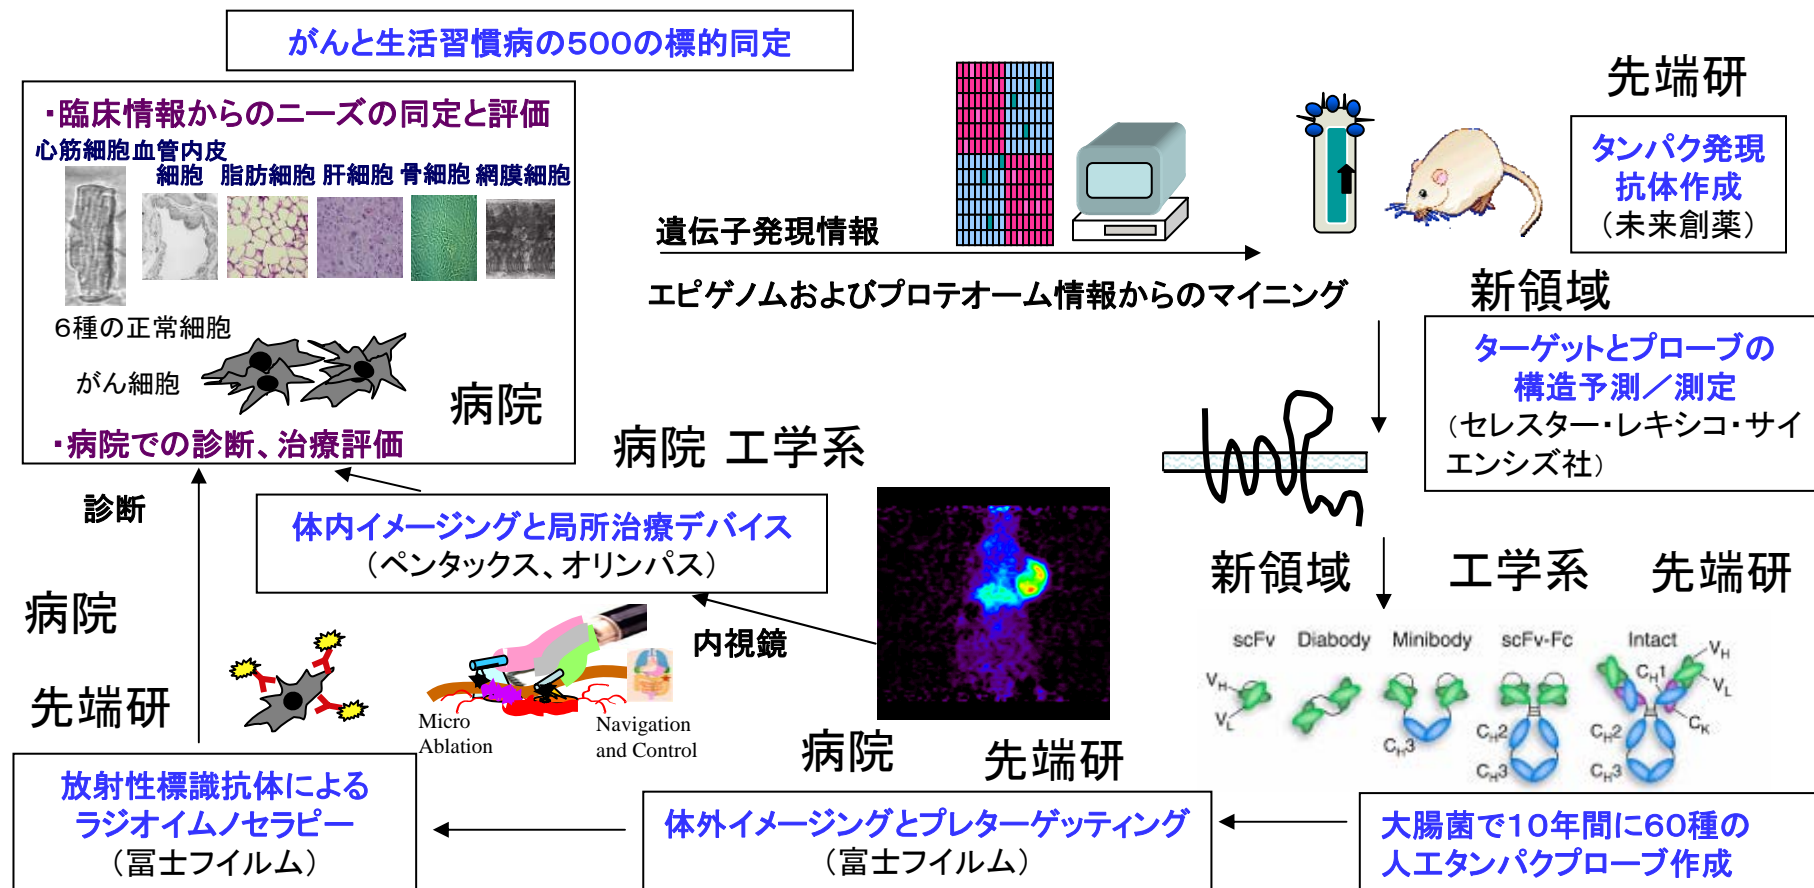 がんと生活習慣病の500の標的同定
・臨床情報からのニーズの同定と評価
心筋細胞血管内皮
細胞 脂肪細胞 肝細胞 骨細胞 網膜細胞
6種の正常細胞
がん細胞
病院
・病院での診断、治療評価
遺伝子発現情報
エピゲノムおよびプロテオーム情報からのマイニング
先端研
タンパク発現
抗体作成
（未来創薬）
新領域
ターゲットとプローブの
構造予測／測定
（セレスター・レキシコ・サイ
エンシズ社）
病院 工学系
診断
体内イメージングと局所治療デバイス
（ペンタックス、オリンパス）
内視鏡
新領域 工学系 先端研
scFv Diabody Minibody scFv-Fc Intact
VH
VL
CH3
CH2
CH3
CH1
VH
VL
CK
CH2
CH3
病院
先端研
Micro
Ablation
Navigation
and Control
病院 先端研
放射性標識抗体による
ラジオイムノセラピー
（冨士フイルム）
体外イメージングとプレターゲッティング
（富士フイルム）
大腸菌で10年間に60種の
人工タンパクプローブ作成